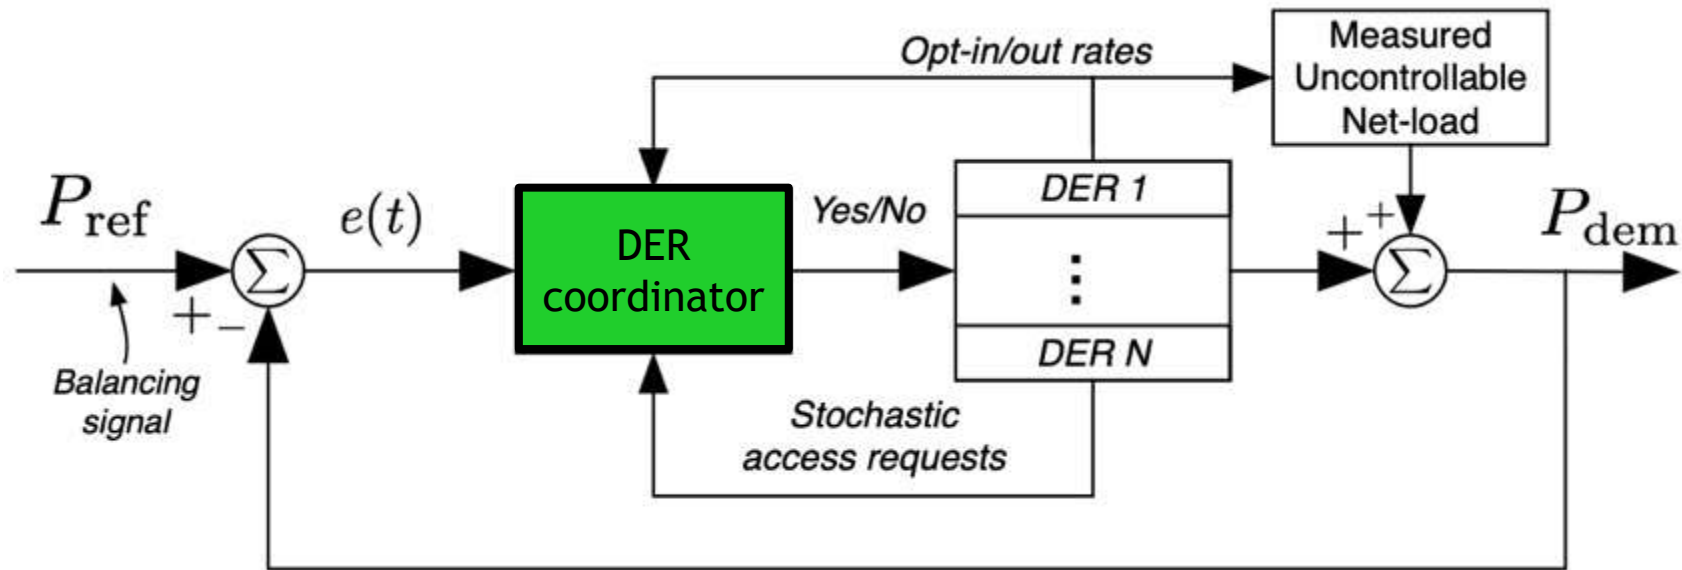 Opt-in/out rates
Measured
Uncontrollable
Net-load
P_ref
e(t)
DER
coordinator
Yes/No
DER 1
⋮
DER N
P_dem
Σ
+
-
Σ
+
+
Balancing
signal
Stochastic
access requests